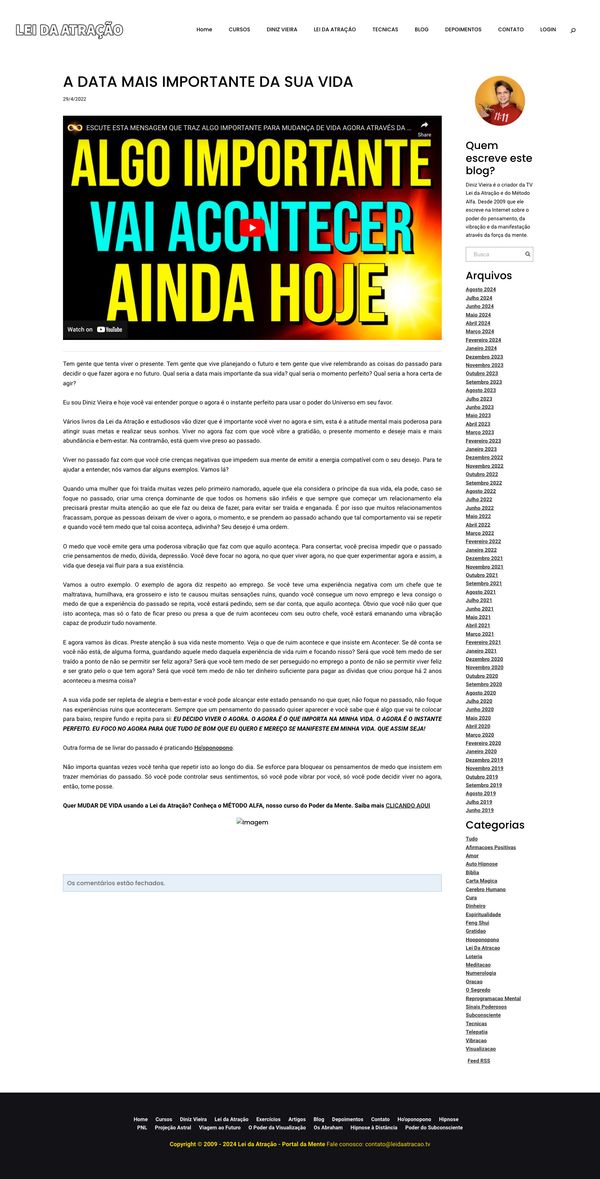 LEI DA ATRAÇÃO
Home CURSOS DINIZ VIEIRA LEI DA ATRAÇÃO TECNICAS BLOG DEPOIMENTOS CONTATO LOGIN
A DATA MAIS IMPORTANTE DA SUA VIDA
29/4/2022
ESCUTE ESTA MENSAGEM QUE TRAZ ALGO IMPORTANTE PARA MUDANÇA DE VIDA AGORA ATRAVÉS DA ...
Share
ALGO IMPORTANTE
VAI ACONTECER
AINDA HOJE
Watch on YouTube
Tem gente que tenta viver o presente. Tem gente que vive planejando o futuro e tem gente que vive relembrando as coisas do passado para
decidir o que fazer agora e no futuro. Qual seria a data mais importante da sua vida? qual seria o momento perfeito? Qual seria a hora certa de
agir?
Eu sou Diniz Vieira e hoje você vai entender porque o agora é o instante perfeito para usar o poder do Universo em seu favor.
Vários livros da Lei da Atração e estudiosos vão dizer que é importante você viver no agora e sim, esta é a atitude mental mais poderosa para
atingir suas metas e realizar seus sonhos. Viver no agora faz com que você vibre a gratidão, o presente momento e deseje mais e mais
abundância e bem-estar. Na contramão, está quem vive preso ao passado.
Viver no passado faz com que você crie crenças negativas que impedem sua mente de emitir a energia compatível com o seu desejo. Para te
ajudar a entender, nós vamos dar alguns exemplos. Vamos lá?
Quando uma mulher que foi traída muitas vezes pelo primeiro namorado, aquele que ela considera o príncipe da sua vida, ela pode, caso se
foque no passado, criar uma crença dominante de que todos os homens são infiéis e que sempre que começar um relacionamento ela
precisará prestar muita atenção ao que ele faz ou deixa de fazer, para evitar ser traída e enganada. É por isso que muitos relacionamentos
fracassam, porque as pessoas deixam de viver o agora, o momento, e se prendem ao passado achando que tal comportamento vai se repetir
e quando você tem medo que tal coisa aconteça, adivinha? Seu desejo é uma ordem.
O medo que você emite gera uma poderosa vibração que faz com que aquilo aconteça. Para consertar, você precisa impedir que o passado
crie pensamentos de medo, dúvida, depressão. Você deve focar no agora, no que quer viver agora, no que quer experimentar agora e assim, a
vida que deseja vai fluir para a sua existência.
Vamos a outro exemplo. O exemplo de agora diz respeito ao emprego. Se você teve uma experiência negativa com um chefe que te
maltratava, humilhava, era grosseiro e isto te causou muitas sensações ruins, quando você consegue um novo emprego e leva consigo o
medo de que a experiência do passado se repita, você estará pedindo, sem se dar conta, que aquilo aconteça. Óbvio que você não quer que
isto aconteça, mas só o fato de ficar preso ou presa a que de ruim aconteceu com seu outro chefe, você estará emanando uma vibração
capaz de produzir tudo novamente.
E agora vamos às dicas. Preste atenção à sua vida neste momento. Veja o que de ruim acontece e que insiste em Acontecer. Se dê conta se
você não está, de alguma forma, guardando aquele medo daquela experiência de vida ruim e focando nisso? Será que você tem medo de ser
traído a ponto de não se permitir ser feliz agora? Será que você tem medo de ser perseguido no emprego a ponto de não se permitir viver feliz
e ser grato pelo o que tem agora? Será que você tem medo de não ter dinheiro suficiente para pagar as dívidas que criou porque há 2 anos
aconteceu a mesma coisa?
A sua vida pode ser repleta de alegria e bem-estar e você pode alcançar este estado pensando no que quer, não foque no passado, não foque
nas experiências ruins que aconteceram. Sempre que um pensamento do passado quiser aparecer e você sabe que é algo que vai te colocar
para baixo, respire fundo e repita para si: EU DECIDO VIVER O AGORA. O AGORA É O QUE IMPORTA NA MINHA VIDA. O AGORA É O INSTANTE
PERFEITO. EU FOCO NO AGORA PARA QUE TUDO DE BOM QUE EU QUERO E MEREÇO SE MANIFESTE EM MINHA VIDA. QUE ASSIM SEJA!
Outra forma de se livrar do passado é praticando Ho'oponopono.
Não importa quantas vezes você tenha que repetir isto ao longo do dia. Se esforce para bloquear os pensamentos de medo que insistem em
trazer memórias do passado. Só você pode controlar seus sentimentos, só você pode vibrar por você, só você pode decidir viver no agora,
então, tome posse.
Quer MUDAR DE VIDA usando a Lei da Atração? Conheça o MÉTODO ALFA, nosso curso do Poder da Mente. Saiba mais CLICANDO AQUI
Imagem
Os comentários estão fechados.
11:11
Quem
escreve este
blog?
Diniz Vieira é o criador da TV
Lei da Atração e do Método
Alfa. Desde 2009 que ele
escreve na Internet sobre o
poder do pensamento, da
vibração e da manifestação
através da força da mente.
Busca
Arquivos
Agosto 2024
Julho 2024
Junho 2024
Maio 2024
Abril 2024
Março 2024
Fevereiro 2024
Janeiro 2024
Dezembro 2023
Novembro 2023
Outubro 2023
Setembro 2023
Agosto 2023
Julho 2023
Junho 2023
Maio 2023
Abril 2023
Março 2023
Fevereiro 2023
Janeiro 2023
Dezembro 2022
Novembro 2022
Outubro 2022
Setembro 2022
Agosto 2022
Julho 2022
Junho 2022
Maio 2022
Abril 2022
Março 2022
Fevereiro 2022
Janeiro 2022
Dezembro 2021
Novembro 2021
Outubro 2021
Setembro 2021
Agosto 2021
Julho 2021
Junho 2021
Maio 2021
Abril 2021
Março 2021
Fevereiro 2021
Janeiro 2021
Dezembro 2020
Novembro 2020
Outubro 2020
Setembro 2020
Agosto 2020
Julho 2020
Junho 2020
Maio 2020
Abril 2020
Março 2020
Fevereiro 2020
Janeiro 2020
Dezembro 2019
Novembro 2019
Outubro 2019
Setembro 2019
Agosto 2019
Julho 2019
Junho 2019
Categorias
Tudo
Afirmacoes Positivas
Amor
Auto Hipnose
Bíblia
Carta Magica
Cerebro Humano
Cura
Dinheiro
Espiritualidade
Feng Shui
Gratidao
Hooponopono
Lei Da Atracao
Loteria
Meditacao
Numerologia
Oracao
O Segredo
Reprogramacao Mental
Sinais Poderosos
Subconsciente
Tecnicas
Telepatia
Vibracao
Visualizacao
Feed RSS
Home Cursos Diniz Vieira Lei da Atração Exercícios Artigos Blog Depoimentos Contato Ho'oponopono Hipnose
PNL Projeção Astral Viagem ao Futuro O Poder da Visualização Os Abraham Hipnose à Distância Poder do Subconsciente
Copyright © 2009 - 2024 Lei da Atração - Portal da Mente Fale conosco: contato@leidaatracao.tv